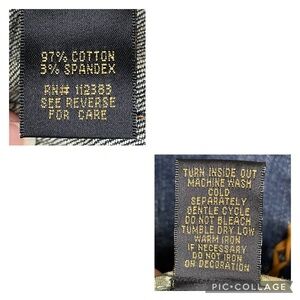 97% COTTON
3% SPANDEX
RN# 112383
SEE REVERSE
FOR CARE
TURN INSIDE OUT
MACHINE WASH
COLD
SEPARATELY
GENTLE CYCLE
DO NOT BLEACH
TUMBLE DRY LOW
WARM IRON
IF NECESSARY
DO NOT IRON
ON DECORATION
PIC•COLLAGE